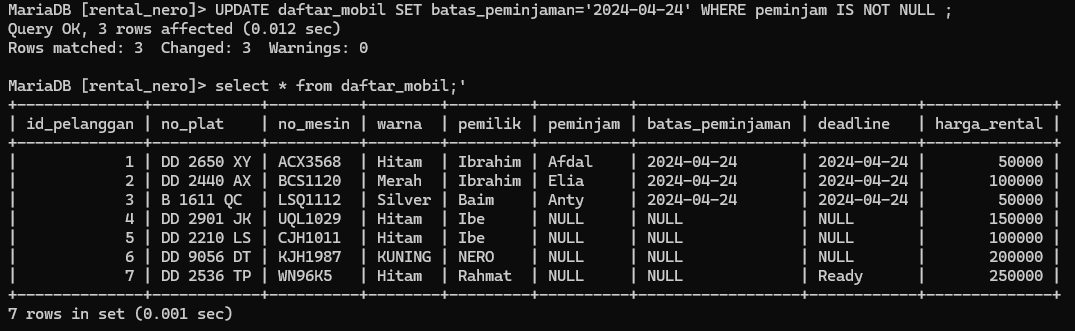 MariaDB [rental_nero]> UPDATE daftar_mobil SET batas_peminjaman='2024-04-24' WHERE peminjam IS NOT NULL ;
Query OK, 3 rows affected (0.012 sec)
Rows matched: 3  Changed: 3  Warnings: 0
MariaDB [rental_nero]> select * from daftar_mobil;'
+--------------+------------+----------+--------+---------+----------+------------------+------------+--------------+
| id_pelanggan | no_plat    | no_mesin | warna  | pemilik | peminjam | batas_peminjaman | deadline   | harga_rental |
+--------------+------------+----------+--------+---------+----------+------------------+------------+--------------+
|            1 | DD 2650 XY | ACX3568  | Hitam  | Ibrahim | Afdal    | 2024-04-24       | 2024-04-24 |        50000 |
|            2 | DD 2440 AX | BCS1120  | Merah  | Ibrahim | Elia     | 2024-04-24       | 2024-04-24 |       100000 |
|            3 | B 1611 QC  | LSQ1112  | Silver | Baim    | Anty     | 2024-04-24       | 2024-04-24 |        50000 |
|            4 | DD 2901 JK | UQL1029  | Hitam  | Ibe     | NULL     | NULL             | NULL       |       150000 |
|            5 | DD 2210 LS | CJH1011  | Hitam  | Ibe     | NULL     | NULL             | NULL       |       100000 |
|            6 | DD 9056 DT | KJH1987  | KUNING | NERO    | NULL     | NULL             | NULL       |       200000 |
|            7 | DD 2536 TP | WN96K5   | Hitam  | Rahmat  | NULL     | NULL             | Ready      |       250000 |
+--------------+------------+----------+--------+---------+----------+------------------+------------+--------------+
7 rows in set (0.001 sec)